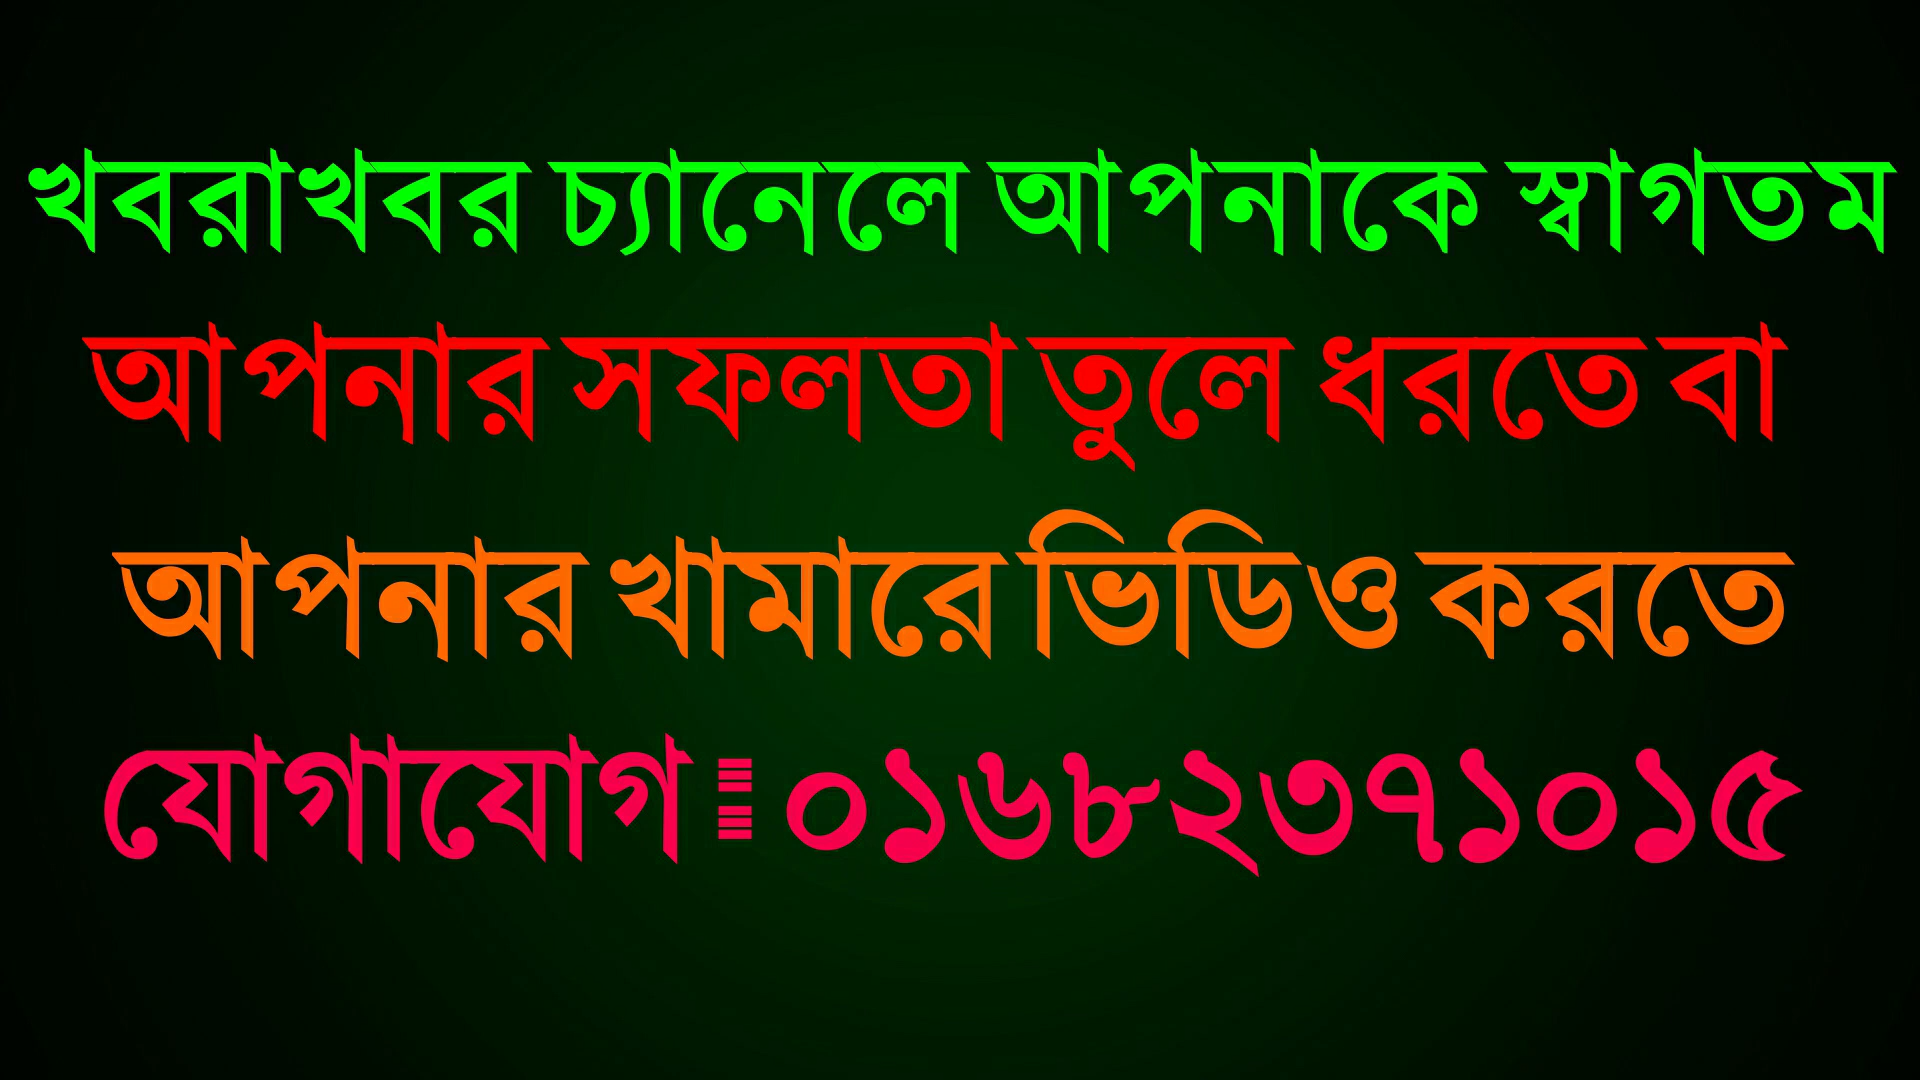 খবরাখবর চ্যানেলে আপনাকে স্বাগতম
আপনার সফলতা তুলে ধরতে বা
আপনার খামারে ভিডিও করতে
যোগাযোগ : ০১৬৮২৩৭১০১৫